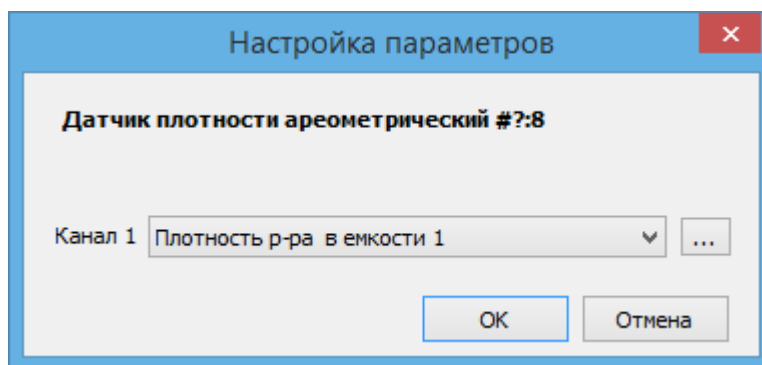 Настройка параметров
Датчик плотности ареометрический #?:8
Канал 1 Плотность р-ра в емкости 1 ...
OK Отмена